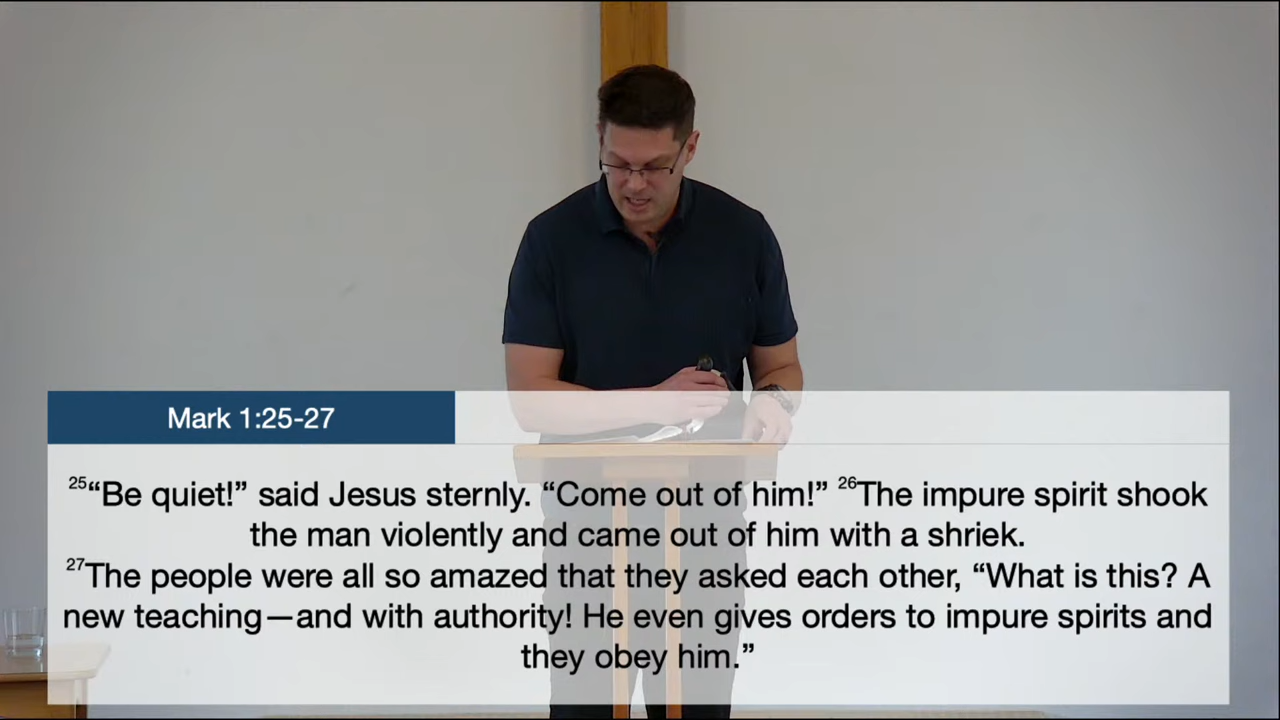 Mark 1:25-27
25“Be quiet!” said Jesus sternly. “Come out of him!” 26The impure spirit shook
the man violently and came out of him with a shriek.
27The people were all so amazed that they asked each other, “What is this? A
new teaching—and with authority! He even gives orders to impure spirits and
they obey him.”